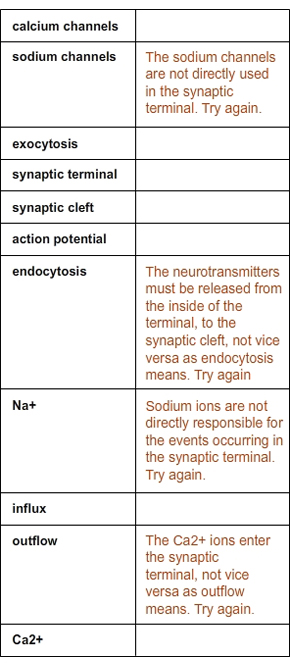 calcium channels
sodium channels
The sodium channels
are not directly used
in the synaptic
terminal. Try again.
exocytosis
synaptic terminal
synaptic cleft
action potential
endocytosis
The neurotransmitters
must be released from
the inside of the
terminal, to the
synaptic cleft, not vice
versa as endocytosis
means. Try again
Na+
Sodium ions are not
directly responsible for
the events occurring in
the synaptic terminal.
Try again.
influx
outflow
The Ca2+ ions enter
the synaptic
terminal, not vice
versa as outflow
means. Try again.
Ca2+